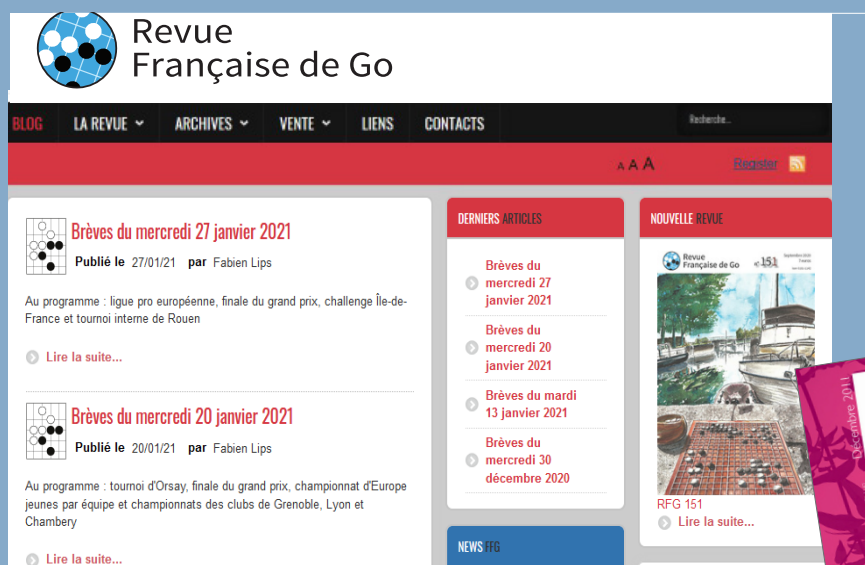 Revue
Française de Go
BLOG LA REVUE ARCHIVES VENTE LIENS CONTACTS
Recherche...
A A A Register
Brèves du mercredi 27 janvier 2021
Publié le 27/01/21 par Fabien Lips
Au programme : ligue pro européenne, finale du grand prix, challenge Île-de-
France et tournoi interne de Rouen
Lire la suite...
Brèves du mercredi 20 janvier 2021
Publié le 20/01/21 par Fabien Lips
Au programme : tournoi d'Orsay, finale du grand prix, championnat d'Europe
jeunes par équipe et championnats des clubs de Grenoble, Lyon et
Chambery
Lire la suite...
DERNIERS ARTICLES
Brèves du
mercredi 27
janvier 2021
Brèves du
mercredi 20
janvier 2021
Brèves du mardi
13 janvier 2021
Brèves du
mercredi 30
décembre 2020
NEWS FFG
NOUVELLE REVUE
Revue
Française de Go
151
RFG 151
Lire la suite...
Décembre 2011